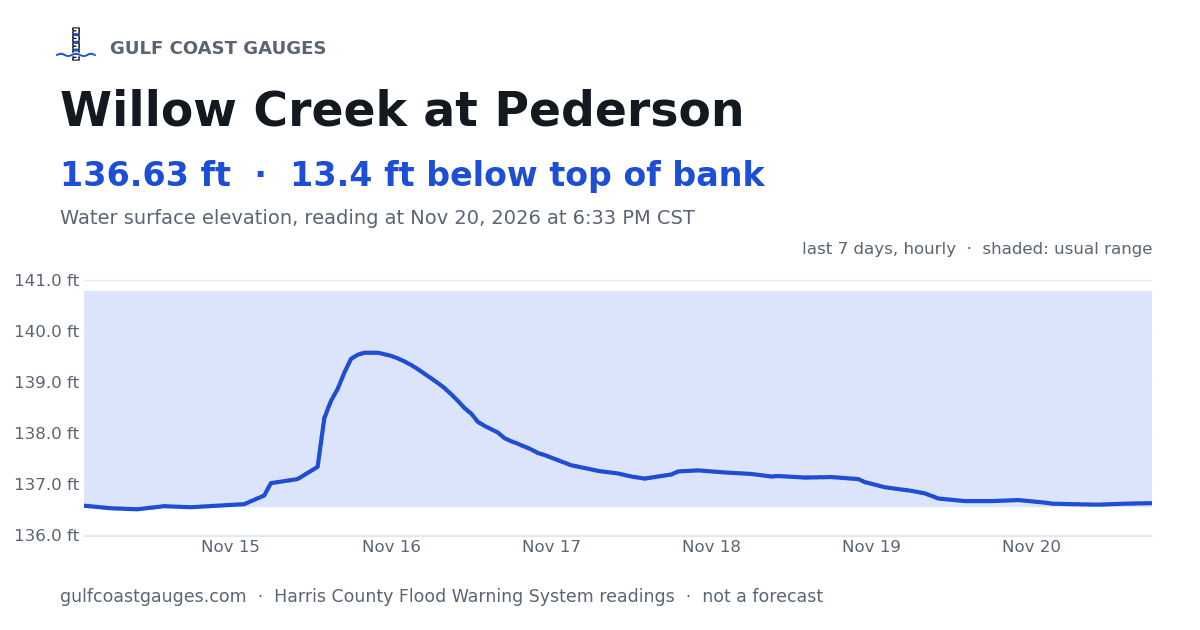 GULF COAST GAUGES
Willow Creek at Pederson
136.63 ft · 13.4 ft below top of bank
Water surface elevation, reading at Nov 20, 2026 at 6:33 PM CST
last 7 days, hourly · shaded: usual range
141.0 ft
140.0 ft
139.0 ft
138.0 ft
137.0 ft
136.0 ft
Nov 15 Nov 16 Nov 17 Nov 18 Nov 19 Nov 20
gulfcoastgauges.com · Harris County Flood Warning System readings · not a forecast